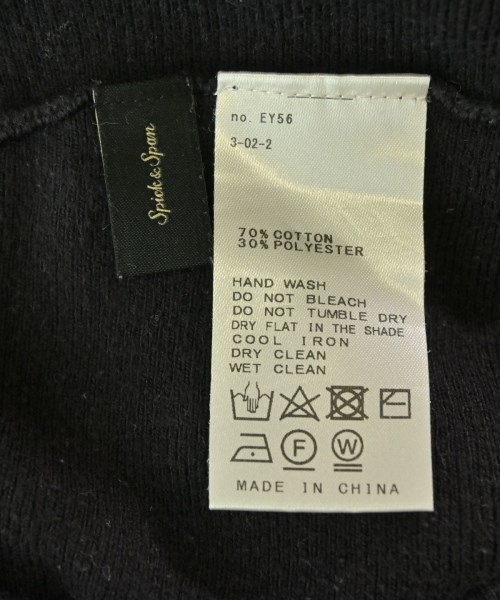 Spick & Span
no. EY56
3-02-2
70% COTTON
30% POLYESTER
HAND WASH
DO NOT BLEACH
DO NOT TUMBLE DRY
DRY FLAT IN THE SHADE
COOL IRON
DRY CLEAN
WET CLEAN
F W
MADE IN CHINA